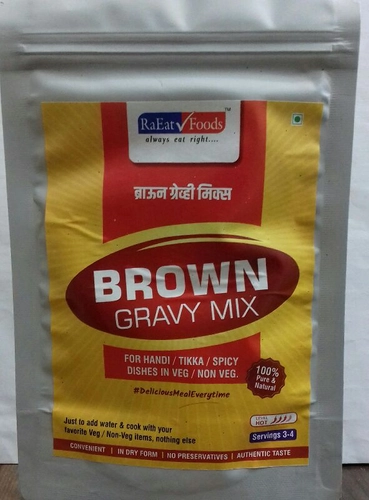 RaEat Foods TM
always eat right....
ब्राऊन ग्रेव्ही मिक्स
BROWN
GRAVY MIX
FOR HANDI / TIKKA / SPICY
DISHES IN VEG / NON VEG.
100%
Pure &
Natural
#DeliciousMealEverytime
Just to add water & cook with your
favorite Veg / Non-Veg items, nothing else
LEVEL
HOT
Servings 3-4
CONVENIENT | IN DRY FORM | NO PRESERVATIVES | AUTHENTIC TASTE